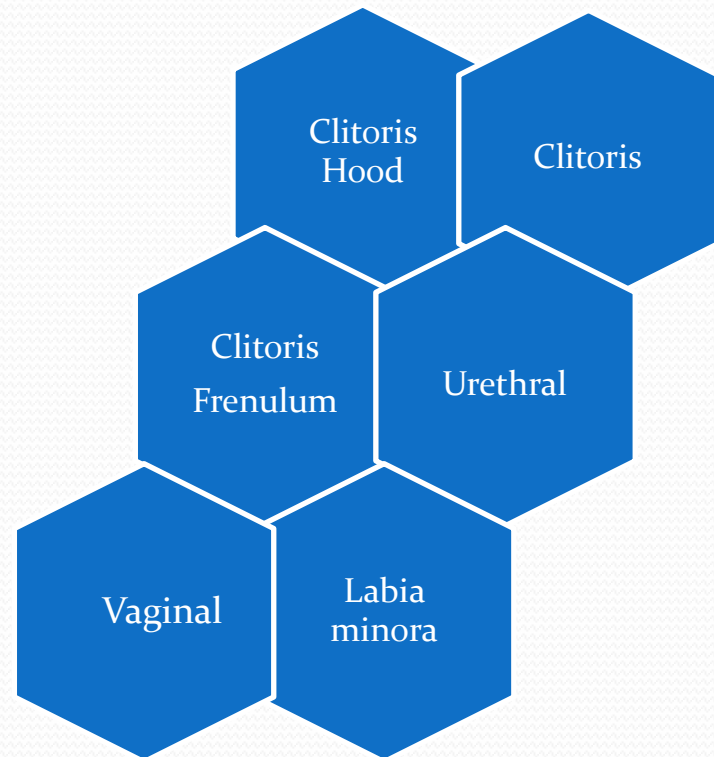 Clitoris
Hood
Clitoris
Clitoris
Frenulum
Urethral
Vaginal
Labia
minora